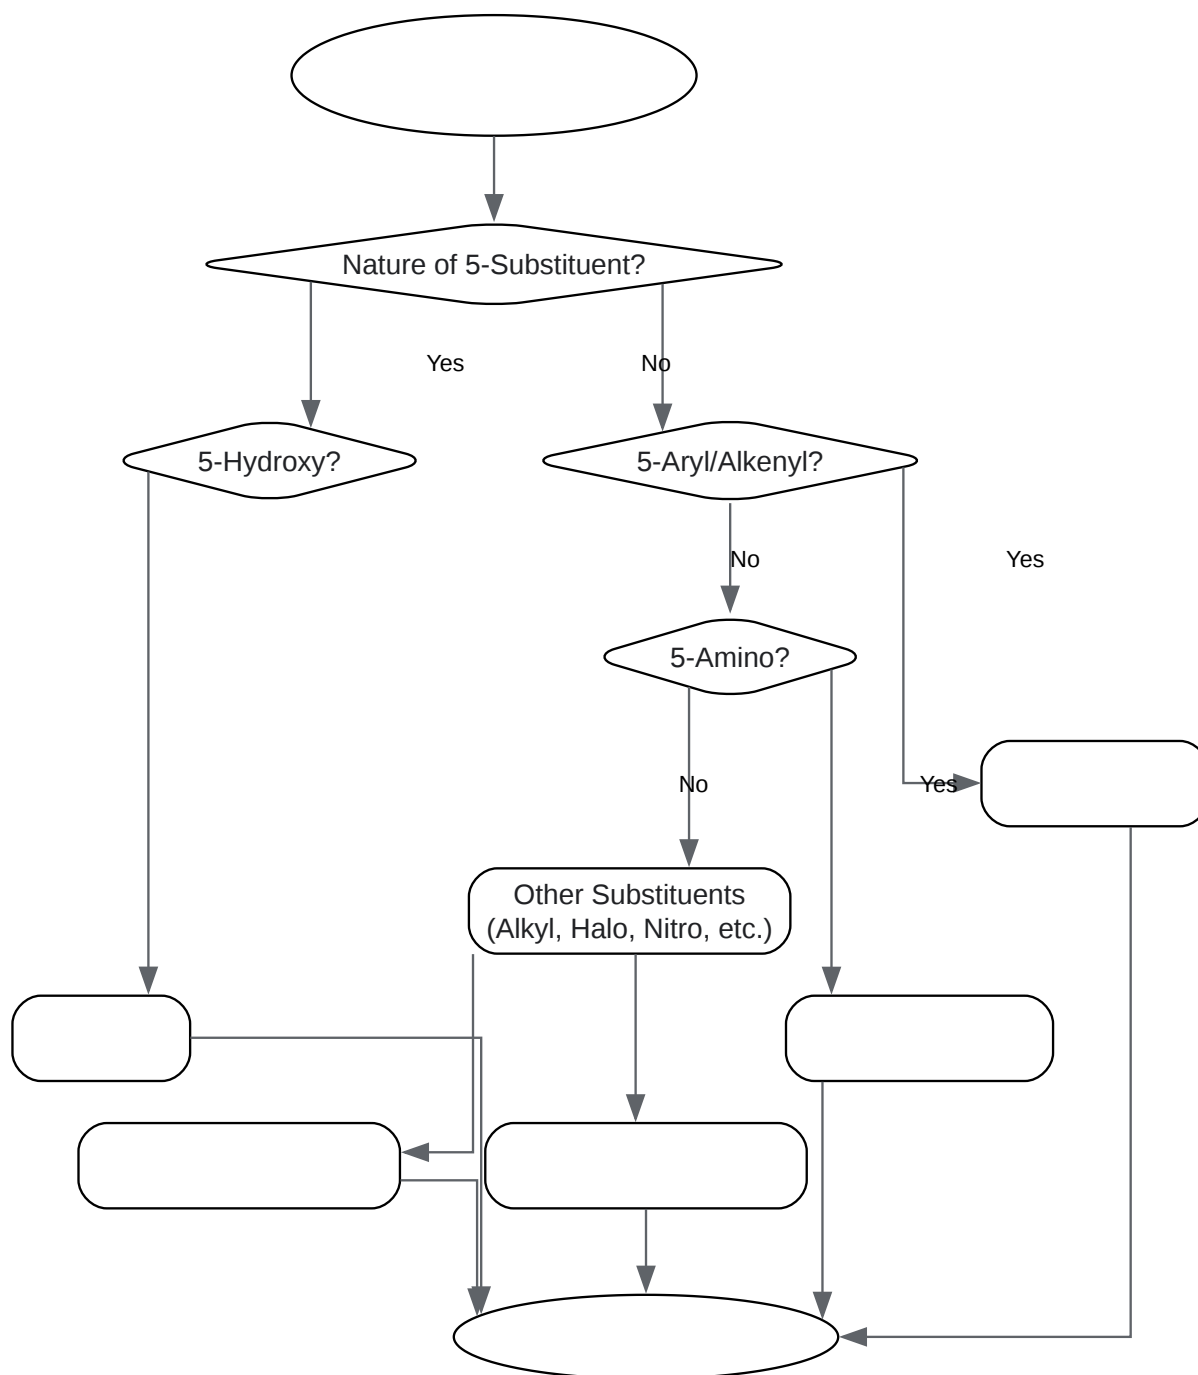 Nature of 5-Substituent?
Yes
No
5-Hydroxy?
5-Aryl/Alkenyl?
No
Yes
5-Amino?
No
Yes
Other Substituents
(Alkyl, Halo, Nitro, etc.)